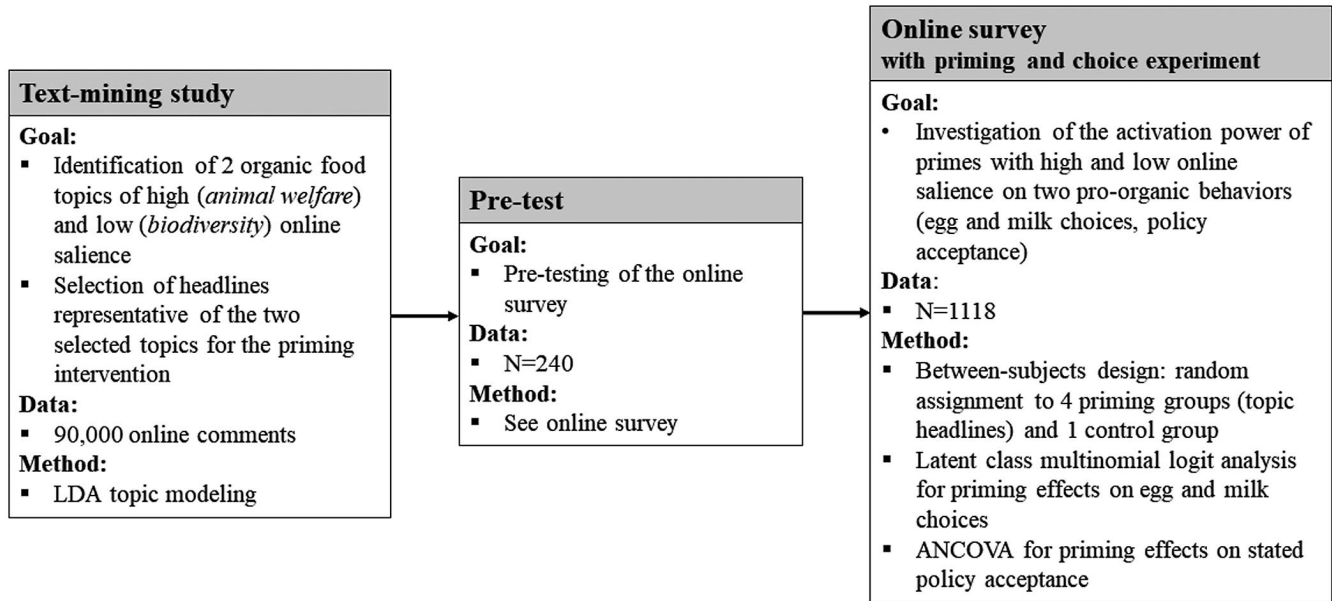 Text-mining study
Goal:
▪ Identification of 2 organic food
topics of high (animal welfare)
and low (biodiversity) online
salience
▪ Selection of headlines
representative of the two
selected topics for the priming
intervention
Data:
▪ 90,000 online comments
Method:
▪ LDA topic modeling
Pre-test
Goal:
▪ Pre-testing of the online
survey
Data:
▪ N=240
Method:
▪ See online survey
Online survey
with priming and choice experiment
Goal:
• Investigation of the activation power of
primes with high and low online
salience on two pro-organic behaviors
(egg and milk choices, policy
acceptance)
Data:
▪ N=1118
Method:
▪ Between-subjects design: random
assignment to 4 priming groups (topic
headlines) and 1 control group
▪ Latent class multinomial logit analysis
for priming effects on egg and milk
choices
▪ ANCOVA for priming effects on stated
policy acceptance